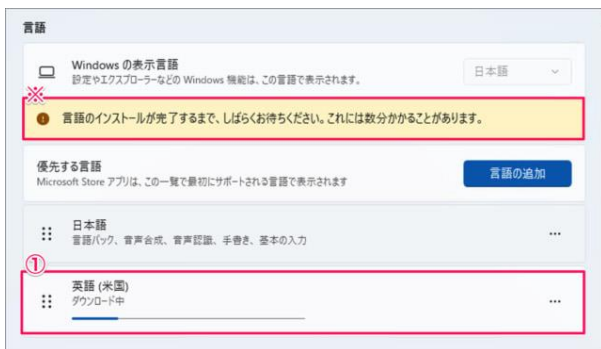 言語
Windows の表示言語
設定やエクスプローラーなどの Windows 機能は、この言語で表示されます。
日本語
※
言語のインストールが完了するまで、しばらくお待ちください。これには数分かかることがあります。
優先する言語
Microsoft Store アプリは、この一覧で最初にサポートされる言語で表示されます
言語の追加
日本語
言語パック、音声合成、音声認識、手書き、基本の入力
①
英語 (米国)
ダウンロード中